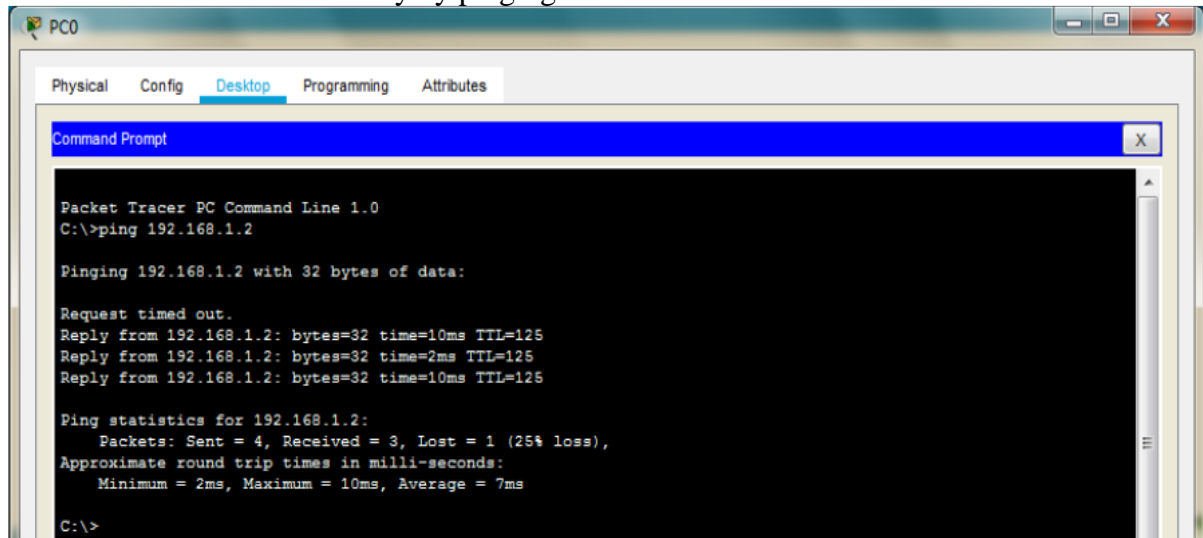 PC0
Physical Config Desktop Programming Attributes
Command Prompt
X
Packet Tracer PC Command Line 1.0
C:\>ping 192.168.1.2
Pinging 192.168.1.2 with 32 bytes of data:
Request timed out.
Reply from 192.168.1.2: bytes=32 time=10ms TTL=125
Reply from 192.168.1.2: bytes=32 time=2ms TTL=125
Reply from 192.168.1.2: bytes=32 time=10ms TTL=125
Ping statistics for 192.168.1.2:
Packets: Sent = 4, Received = 3, Lost = 1 (25% loss),
Approximate round trip times in milli-seconds:
Minimum = 2ms, Maximum = 10ms, Average = 7ms
C:\>